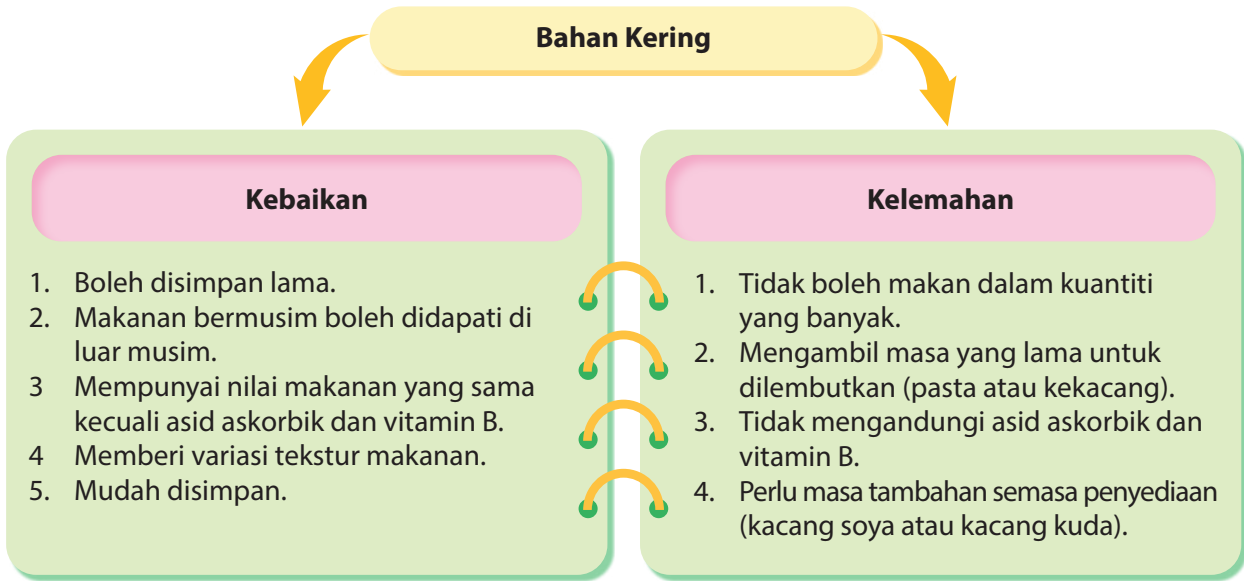 Bahan Kering
Kebaikan
1. Boleh disimpan lama.
2. Makanan bermusim boleh didapati di
luar musim.
3 Mempunyai nilai makanan yang sama
kecuali asid askorbik dan vitamin B.
4 Memberi variasi tekstur makanan.
5. Mudah disimpan.
Kelemahan
1. Tidak boleh makan dalam kuantiti
yang banyak.
2. Mengambil masa yang lama untuk
dilembutkan (pasta atau kekacang).
3. Tidak mengandungi asid askorbik dan
vitamin B.
4. Perlu masa tambahan semasa penyediaan
(kacang soya atau kacang kuda).